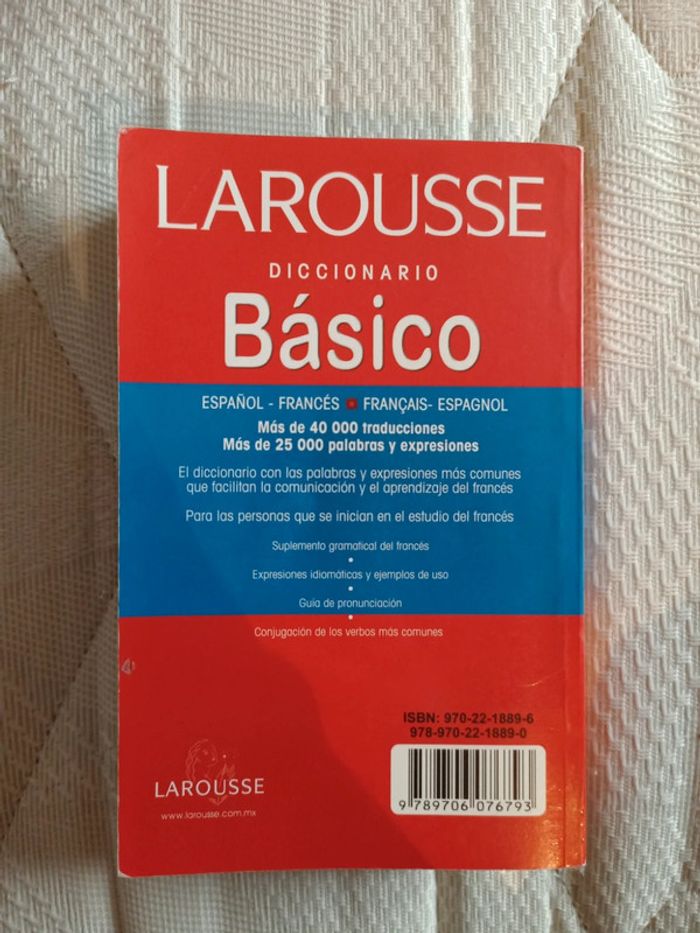 LAROUSSE
DICCIONARIO
Básico
ESPAÑOL - FRANCÉS ■ FRANÇAIS- ESPAGNOL
Más de 40 000 traducciones
Más de 25 000 palabras y expresiones
El diccionario con las palabras y expresiones más comunes
que facilitan la comunicación y el aprendizaje del francés
Para las personas que se inician en el estudio del francés
Suplemento gramatical del francés
•
Expresiones idiomáticas y ejemplos de uso
•
Guía de pronunciación
•
Conjugación de los verbos más comunes
ISBN: 970-22-1889-6
978-970-22-1889-0
9 789706 076793
LAROUSSE
www.larousse.com.mx